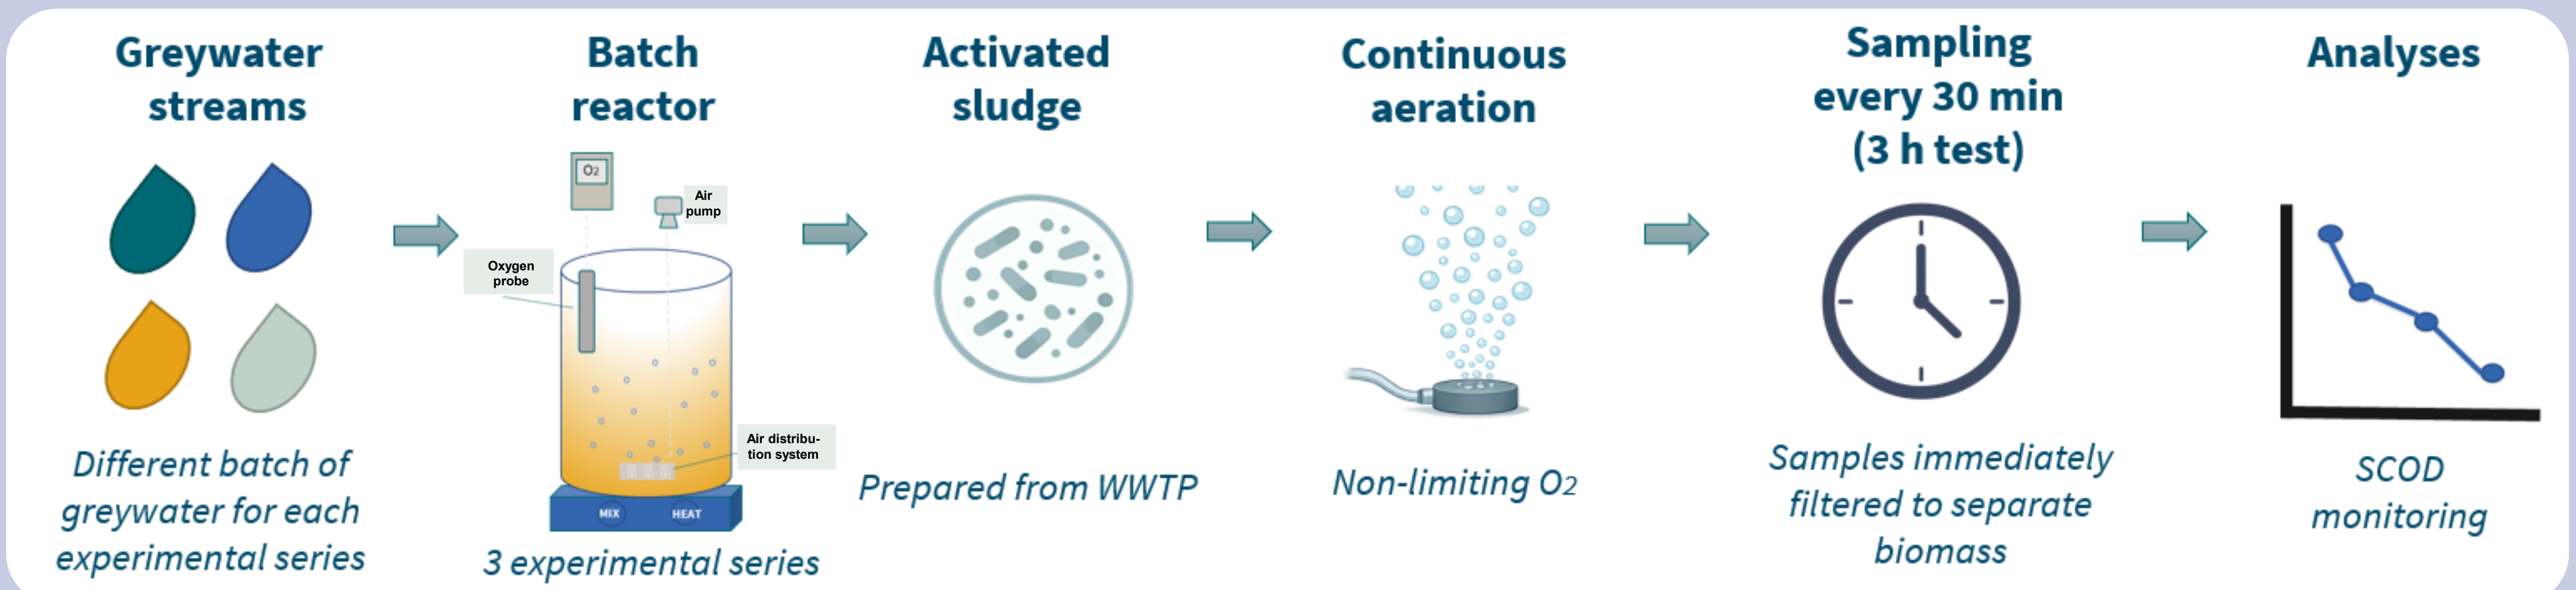 Greywater
streams
Different batch of
greywater for each
experimental series
Batch
reactor
O2
Air
pump
Oxygen
probe
Air distribu-
tion system
MIX
HEAT
3 experimental series
Activated
sludge
Prepared from WWTP
Continuous
aeration
Non-limiting O2
Sampling
every 30 min
(3 h test)
Samples immediately
filtered to separate
biomass
Analyses
SCOD
monitoring